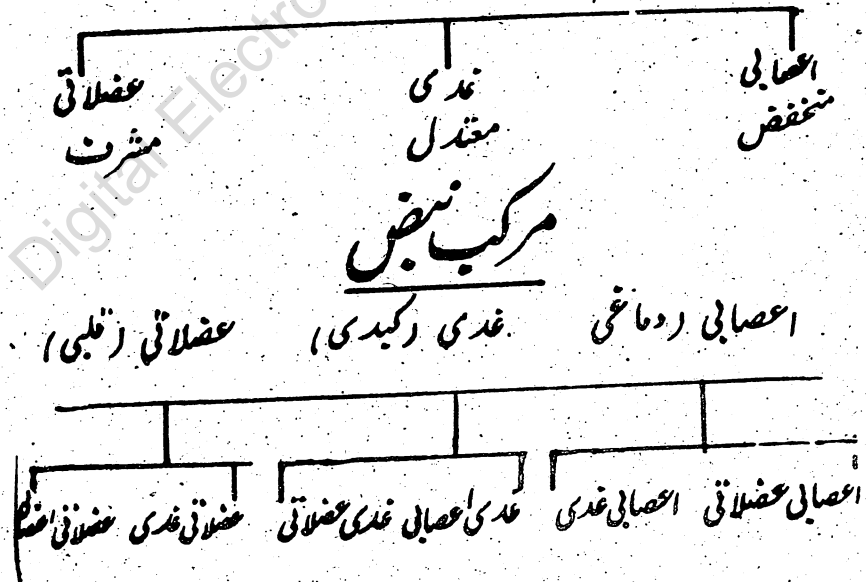 اعصابی غدی عضلاتی
منخفض معتدل مشرف
مرکب نبض
اعصابی (دماغی) غدی (کبدی) عضلاتی (قلبی)
اعصابی عضلاتی اعصابی غدی غدی اعصابی غدی عضلاتی عضلاتی غدی عضلاتی
Digital